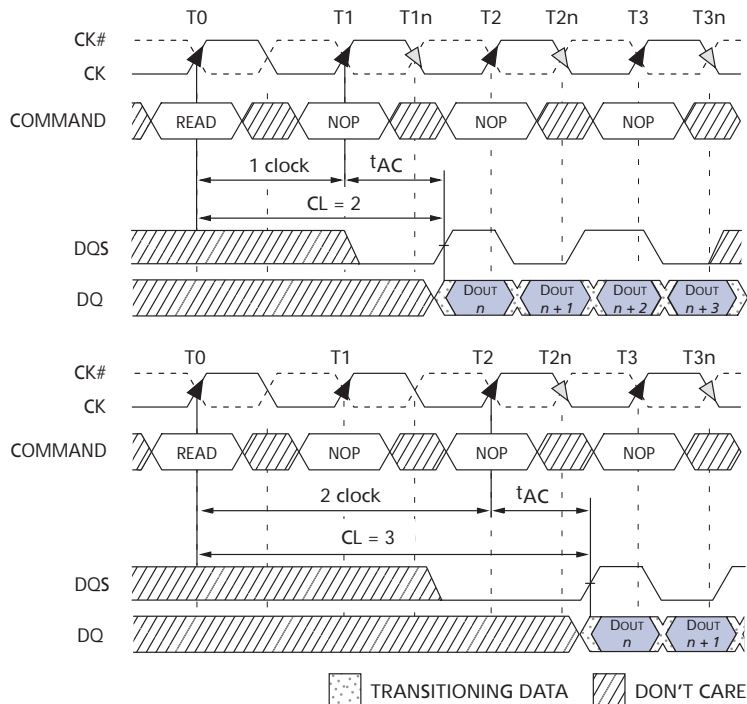 T0 T1 T1n T2 T2n T3 T3n
CK#
CK
COMMAND READ NOP NOP NOP
1 clock tAC
CL = 2
DQS
DQ DOUT n DOUT n + 1 DOUT n + 2 DOUT n + 3
T0 T1 T2 T2n T3 T3n
CK#
CK
COMMAND READ NOP NOP NOP
2 clock tAC
CL = 3
DQS
DQ DOUT n DOUT n + 1
TRANSITIONING DATA DON'T CARE